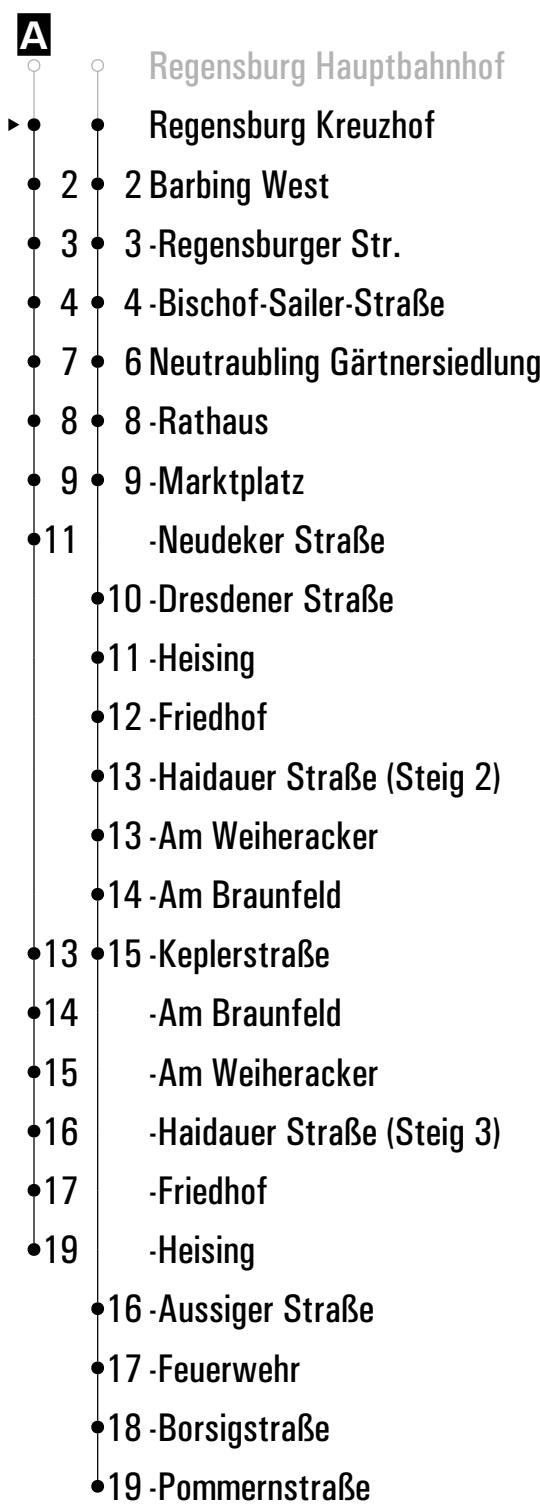 A
Regensburg Hauptbahnhof
Regensburg Kreuzhof
2 2 Barbing West
3 3 -Regensburger Str.
4 4 -Bischof-Sailer-Straße
7 6 Neutraubling Gärtnersiedlung
8 8 -Rathaus
9 9 -Marktplatz
11 -Neudeker Straße
10 -Dresdener Straße
11 -Heising
12 -Friedhof
13 -Haidauer Straße (Steig 2)
13 -Am Weiheracker
14 -Am Braunfeld
13 15 -Keplerstraße
14 -Am Braunfeld
15 -Am Weiheracker
16 -Haidauer Straße (Steig 3)
17 -Friedhof
19 -Heising
16 -Aussiger Straße
17 -Feuerwehr
18 -Borsigstraße
19 -Pommernstraße